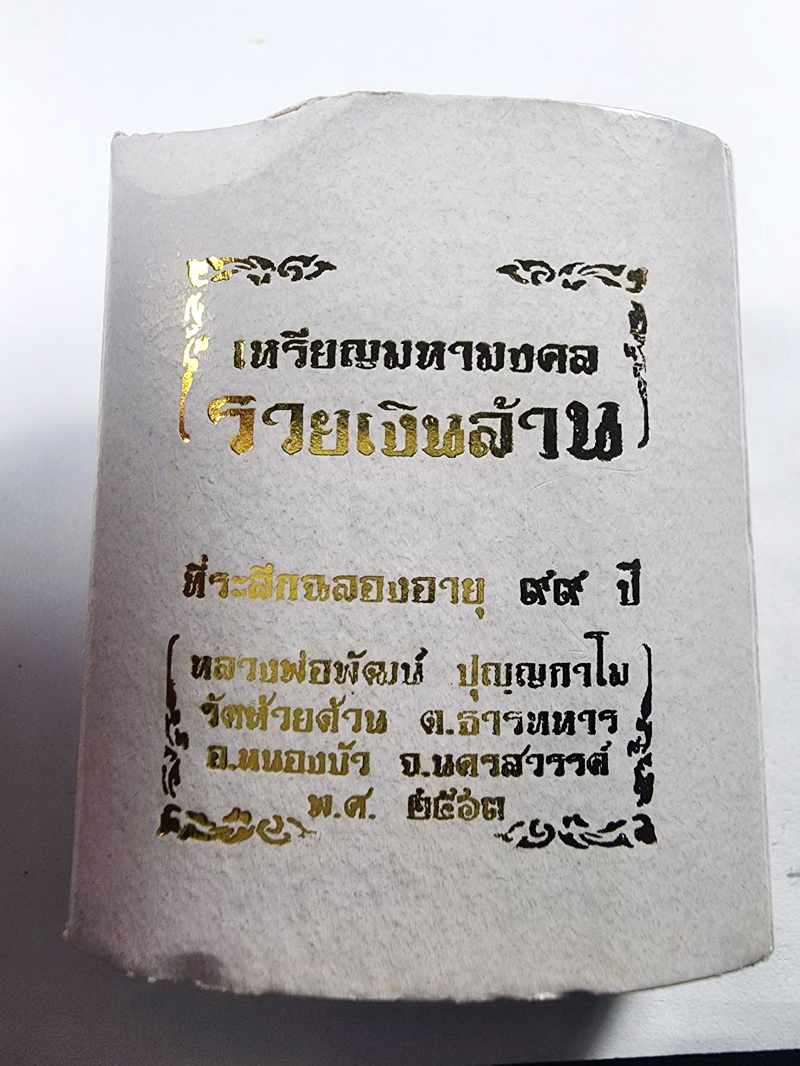 เหรียญมหามงคล
รวยเงินล้าน
ที่ระลึกฉลองอายุ ๙๙ ปี
หลวงพ่อพัฒน์ ปุญญกาโม
วัดห้วยด้วน ต.ธารทหาร
อ.หนองบัว จ.นครสวรรค์
พ.ศ. ๒๕๖๓